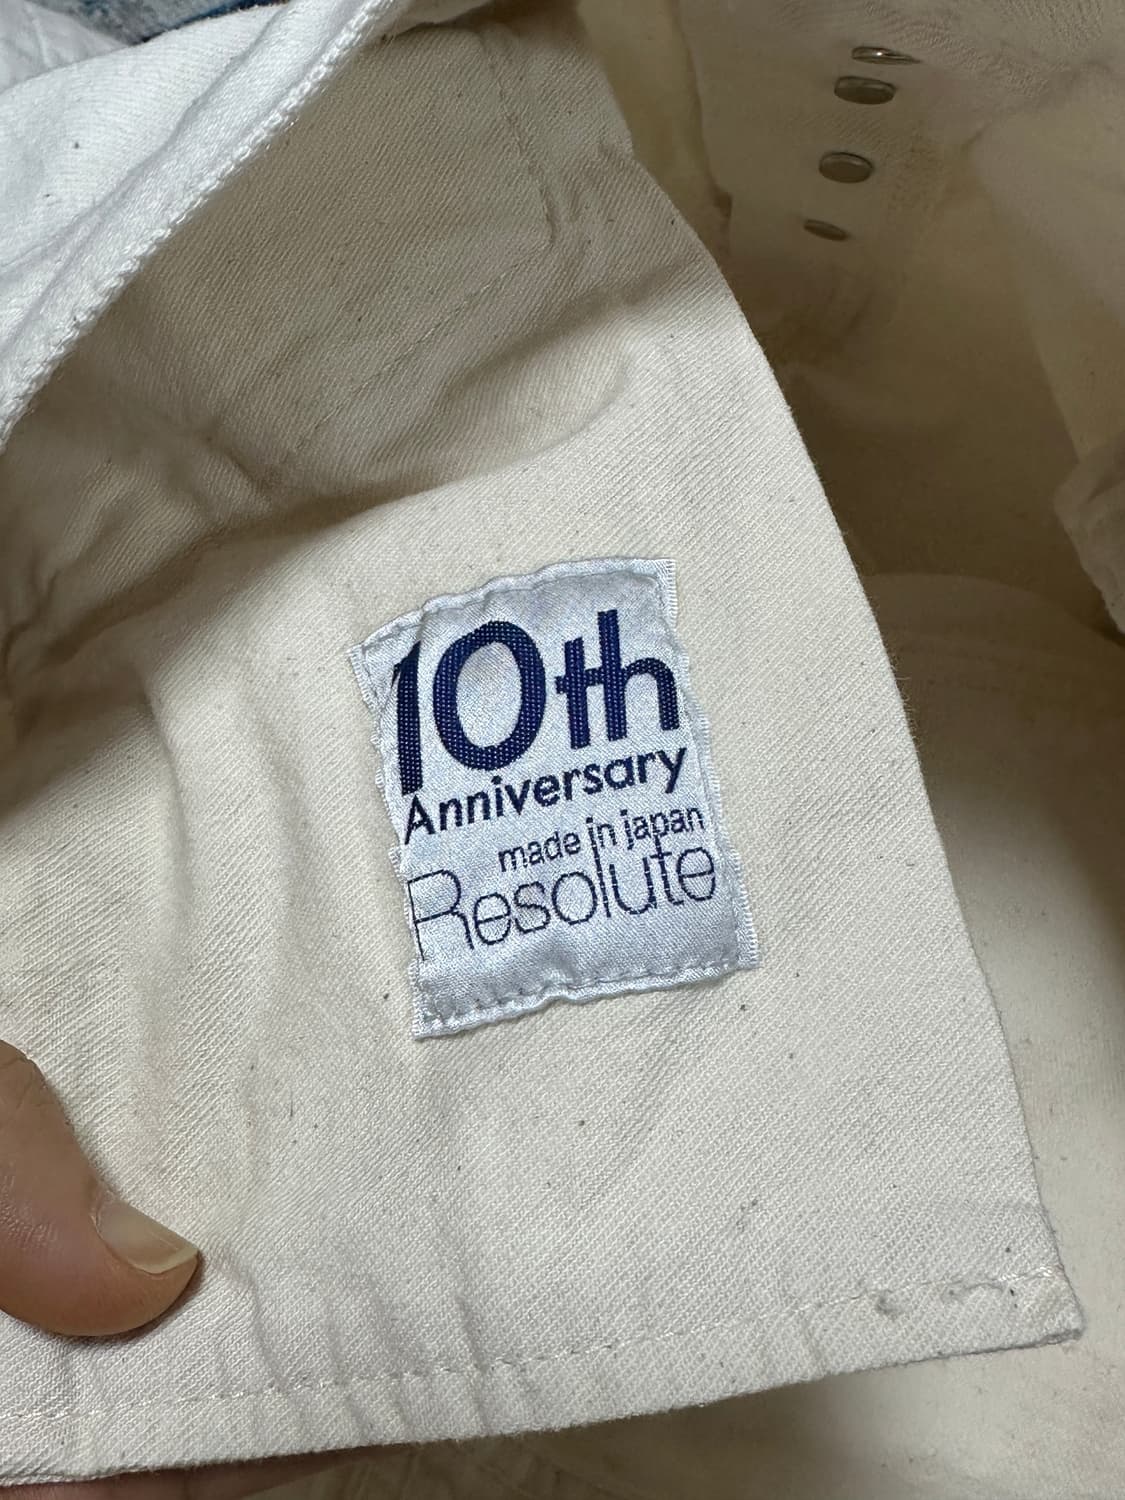 10th
Anniversary
made in japan
Resolute